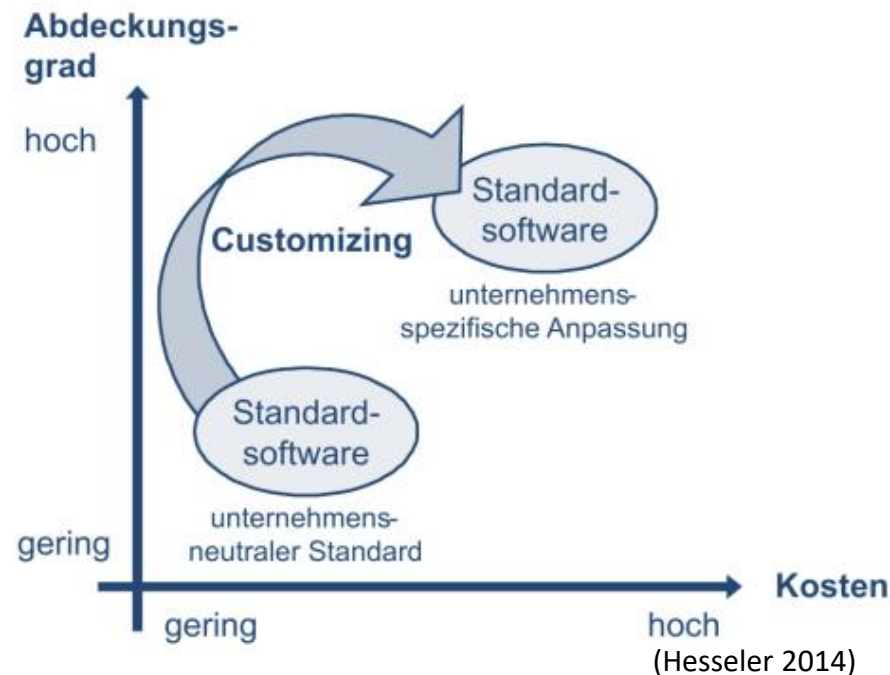 Abdeckungs-
grad
hoch
Standard-
software
Customizing
unternehmens-
spezifische Anpassung
Standard-
software
unternehmens-
neutraler Standard
gering
Kosten
gering
hoch
(Hesseler 2014)